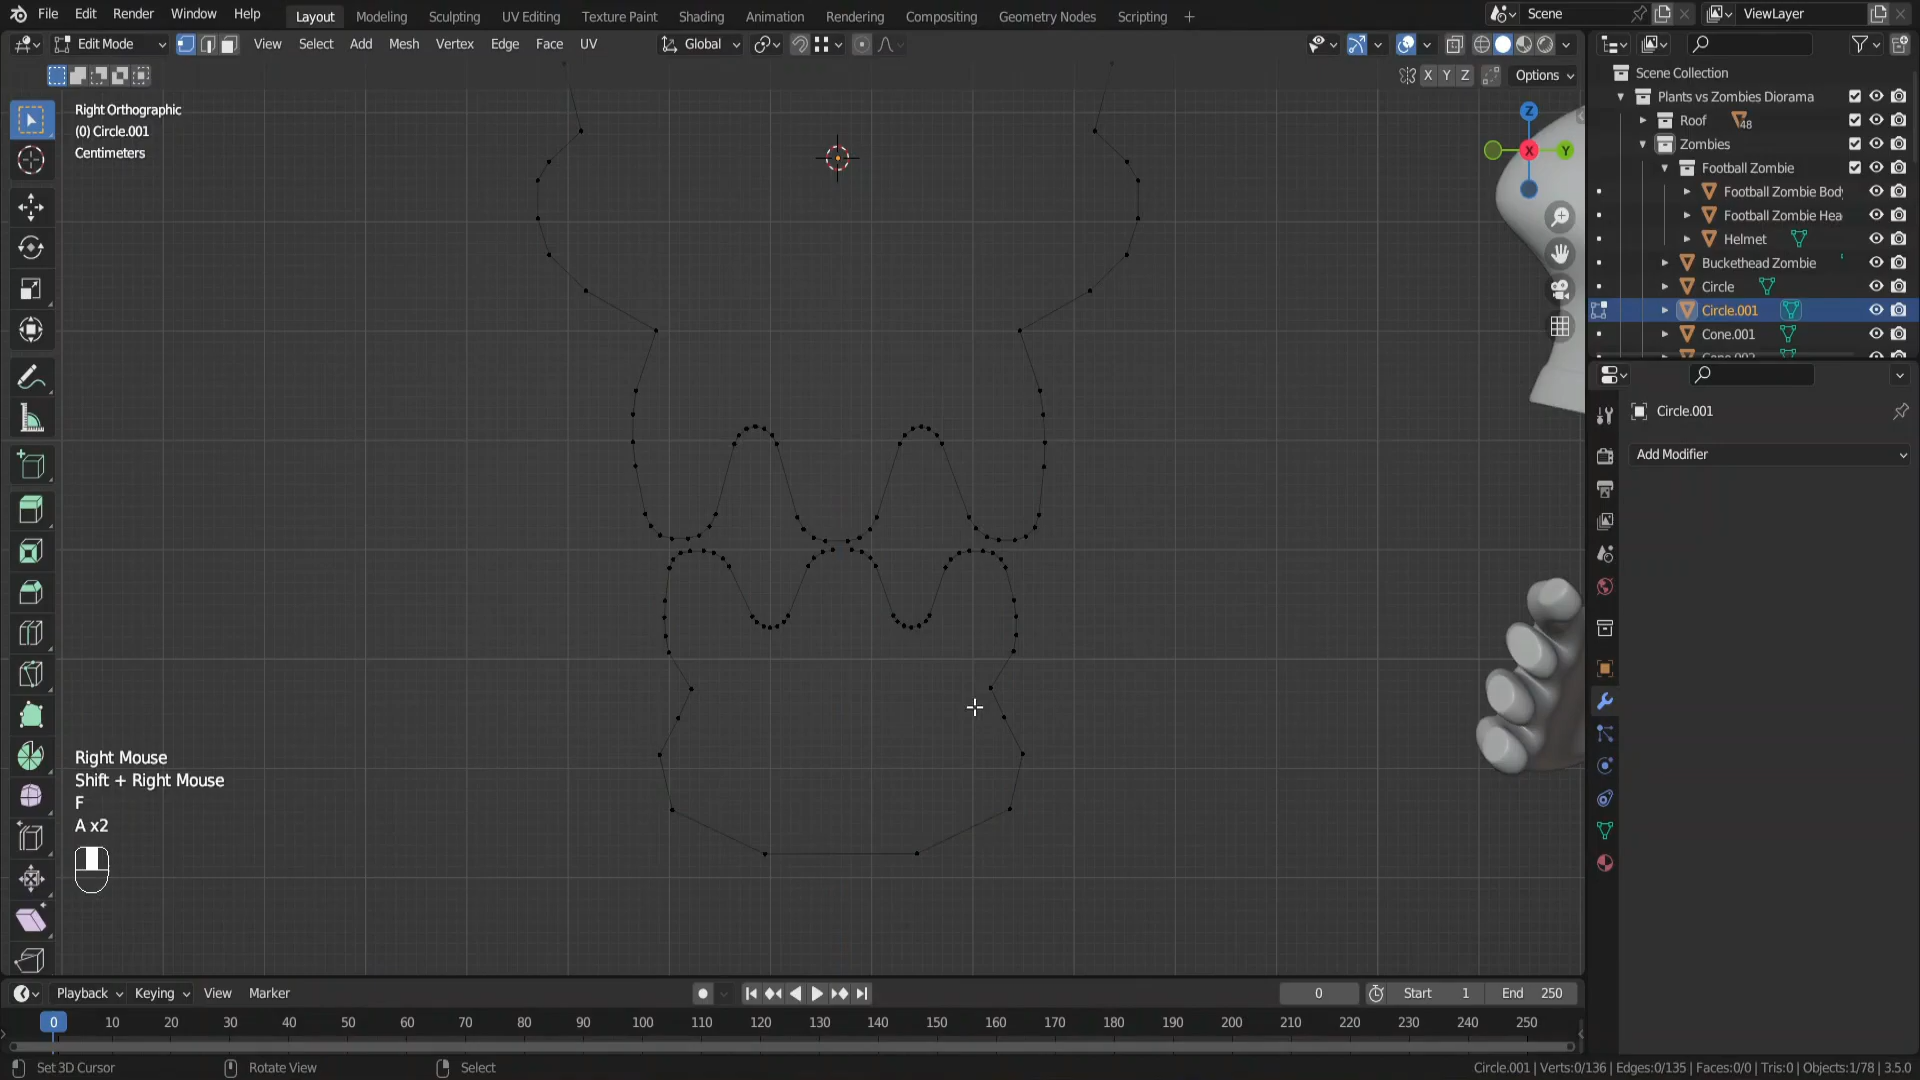 File Edit Render Window Help Layout Modeling Sculpting UV Editing Texture Paint Shading Animation Rendering Compositing Geometry Nodes Scripting + Scene ViewLayer
Edit Mode View Select Add Mesh Vertex Edge Face UV Global
X Y Z Options
Right Orthographic
(0) Circle.001
Centimeters
Z
X
Y
Scene Collection
Plants vs Zombies Diorama
Roof 48
Zombies
Football Zombie
Football Zombie Body
Football Zombie Hea
Helmet
Buckethead Zombie
Circle
Circle.001
Cone.001
Circle.001
Add Modifier
Right Mouse
Shift + Right Mouse
F
A x2
Playback Keying View Marker 0 Start 1 End 250
0 10 20 30 40 50 60 70 80 90 100 110 120 130 140 150 160 170 180 190 200 210 220 230 240 250
Set 3D Cursor Rotate View Select Circle.001 | Verts:0/136 | Edges:0/135 | Faces:0/0 | Tris:0 | Objects:1/78 | 3.5.0